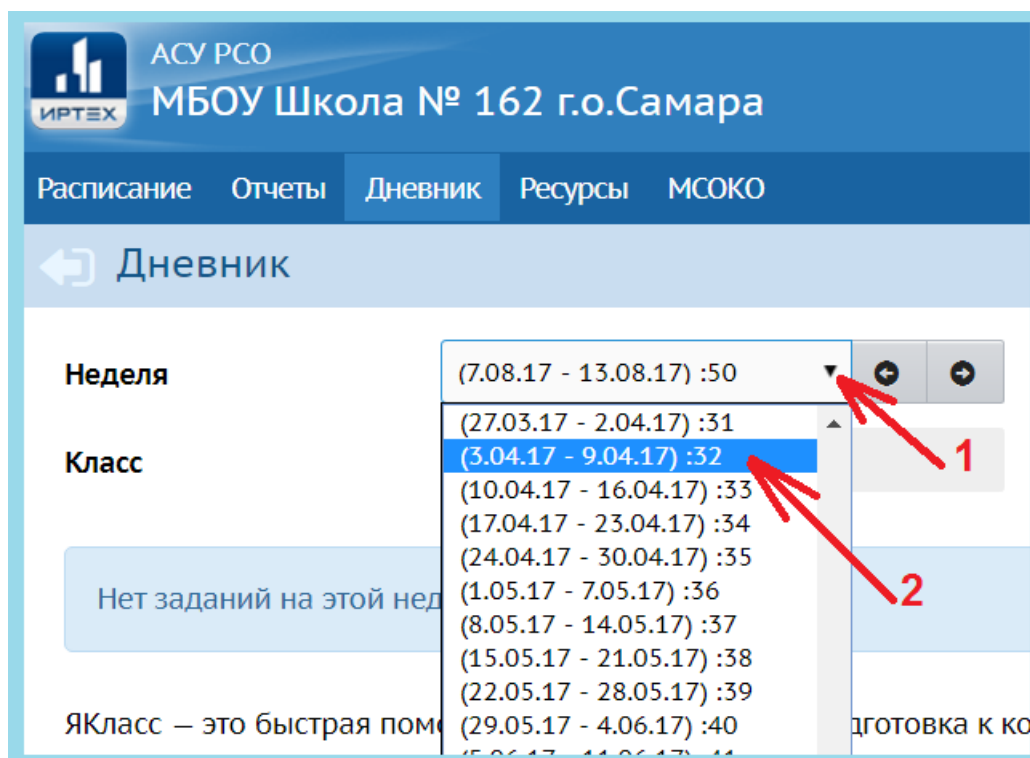 АСУ РСО
ИРТЕХ
МБОУ Школа № 162 г.о.Самара
Расписание Отчеты Дневник Ресурсы МСОКО
Дневник
Неделя
(7.08.17 - 13.08.17) :50
(27.03.17 - 2.04.17) :31
Класс
(3.04.17 - 9.04.17) :32
1
(10.04.17 - 16.04.17) :33
(17.04.17 - 23.04.17) :34
(24.04.17 - 30.04.17) :35
Нет заданий на этой нед
(1.05.17 - 7.05.17) :36
2
(8.05.17 - 14.05.17) :37
(15.05.17 - 21.05.17) :38
(22.05.17 - 28.05.17) :39
ЯКласс — это быстрая пом
(29.05.17 - 4.06.17) :40
дготовка к ко